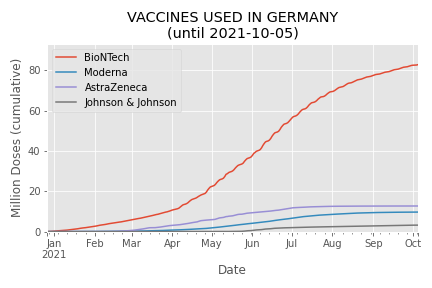 VACCINES USED IN GERMANY
(until 2021-10-05)
BioNTech
Moderna
AstraZeneca
Johnson & Johnson
Million Doses (cumulative)
80
60
40
20
0
Jan Feb Mar Apr May Jun Jul Aug Sep Oct
2021
Date